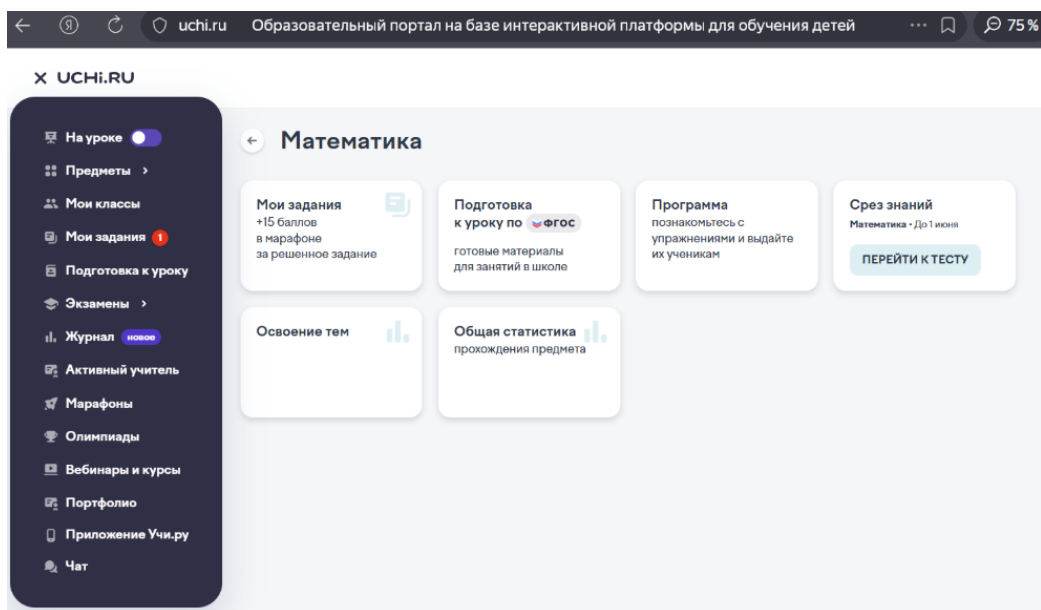 uchi.ru Образовательный портал на базе интерактивной платформы для обучения детей ... 75 %
X UCHi.RU
На уроке
Предметы >
Мои классы
Мои задания 1
Подготовка к уроку
Экзамены >
Журнал новое
Активный учитель
Марафоны
Олимпиады
Вебинары и курсы
Портфолио
Приложение Учи.ру
Чат
← Математика
Мои задания
+15 баллов
в марафоне
за решенное задание
Подготовка
к уроку по ФГОС
готовые материалы
для занятий в школе
Программа
познакомьтесь с
упражнениями и выдайте
их ученикам
Срез знаний
Математика • До 1 июня
ПЕРЕЙТИ К ТЕСТУ
Освоение тем
Общая статистика
прохождения предмета